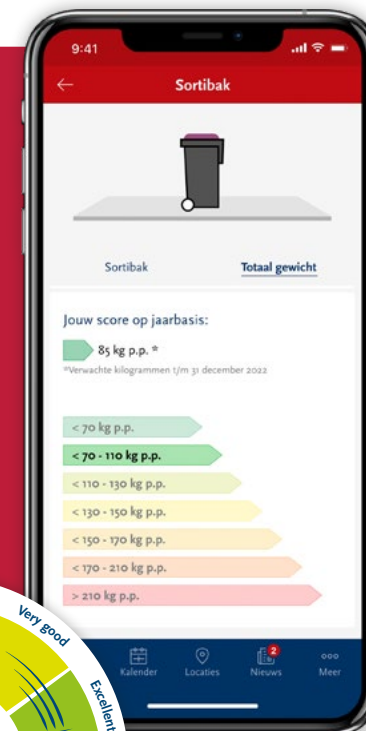 9:41
Sortibak
Sortibak
Totaal gewicht
Jouw score op jaarbasis:
85 kg p.p. *
*Verwachte kilogrammen t/m 31 december 2022
< 70 kg p.p.
< 70 - 110 kg p.p.
< 110 - 130 kg p.p.
< 130 - 150 kg p.p.
< 150 - 170 kg p.p.
< 170 - 210 kg p.p.
> 210 kg p.p.
2
Kalender
Locaties
Nieuws
Meer
Very good
Excellent